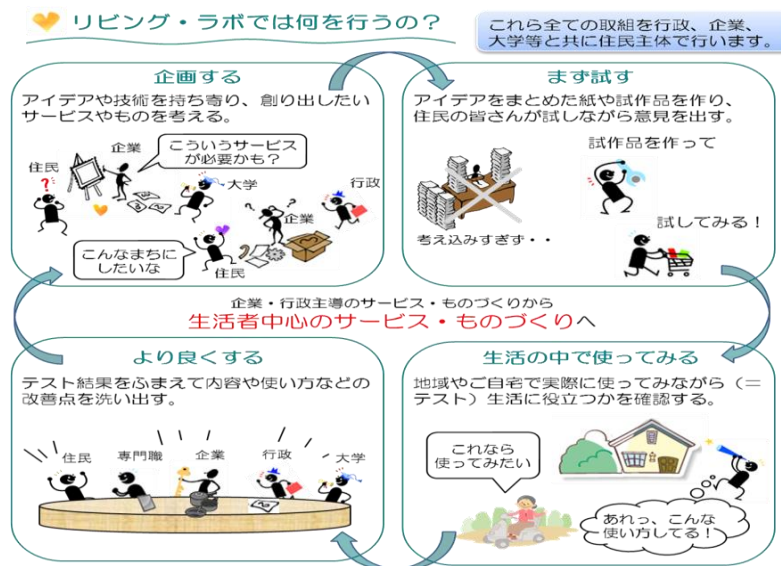 リビング・ラボでは何を行うの？
これら全ての取組を行政、企業、
大学等と共に住民主体で行います。
企画する
アイデアや技術を持ち寄り、創り出したい
サービスやものを考える。
企業
こういうサービス
が必要かも？
住民
大学
行政
企業
こんなまちに
したいな
住民
まず試す
アイデアをまとめた紙や試作品を作り、
住民の皆さんが試しながら意見を出す。
試作品を作って
試してみる！
考え込みすぎず・・
企業・行政主導のサービス・ものづくりから
生活者中心のサービス・ものづくりへ
より良くする
テスト結果をふまえて内容や使い方などの
改善点を洗い出す。
住民
専門職
企業
行政
大学
生活の中で使ってみる
地域やご自宅で実際に使ってみながら（＝
テスト）生活に役立つかを確認する。
これなら
使ってみたい
あれっ、こんな
使い方してる！